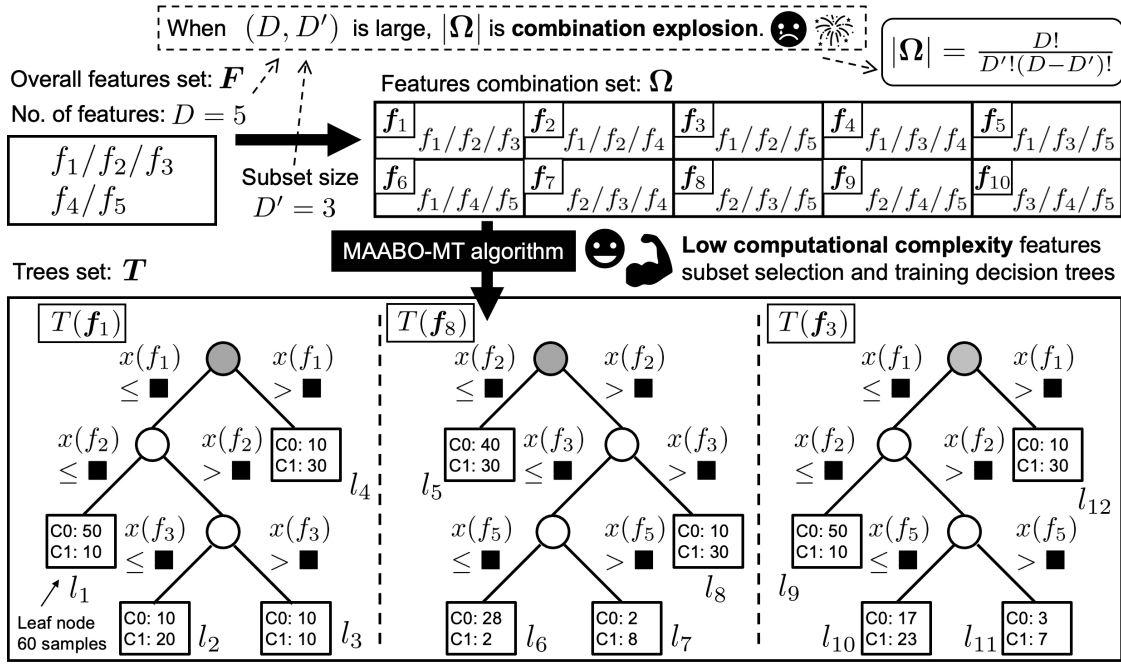 When (D, D′) is large, |Ω| is combination explosion.
|Ω| = D! / D′!(D−D′)!
Overall features set: F
No. of features: D = 5
f1/f2/f3
f4/f5
Subset size
D′ = 3
Features combination set: Ω
f1 f1/f2/f3
f2 f1/f2/f4
f3 f1/f2/f5
f4 f1/f3/f4
f5 f1/f3/f5
f6 f1/f4/f5
f7 f2/f3/f4
f8 f2/f3/f5
f9 f2/f4/f5
f10 f3/f4/f5
MAABO-MT algorithm
Low computational complexity features
subset selection and training decision trees
Trees set: T
T(f1)
x(f1) ≤ ■
x(f1) > ■
x(f2) ≤ ■
x(f2) > ■
C0: 10
C1: 30
l4
C0: 50
C1: 10
l1
x(f3) ≤ ■
x(f3) > ■
Leaf node
60 samples
C0: 10
C1: 20
l2
C0: 10
C1: 10
l3
T(f8)
x(f2) ≤ ■
x(f2) > ■
C0: 40
C1: 30
l5
x(f3) ≤ ■
x(f3) > ■
x(f5) ≤ ■
x(f5) > ■
C0: 10
C1: 30
l8
C0: 28
C1: 2
l6
C0: 2
C1: 8
l7
T(f3)
x(f1) ≤ ■
x(f1) > ■
x(f2) ≤ ■
x(f2) > ■
C0: 10
C1: 30
l12
C0: 50
C1: 10
l9
x(f5) ≤ ■
x(f5) > ■
C0: 17
C1: 23
l10
C0: 3
C1: 7
l11